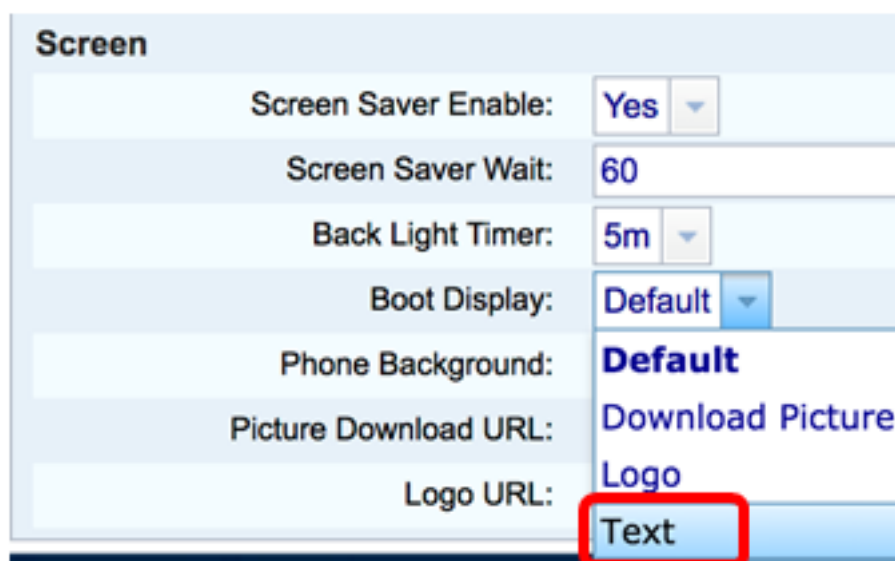 Screen
Screen Saver Enable: Yes
Screen Saver Wait: 60
Back Light Timer: 5m
Boot Display: Default
Phone Background: Default
Picture Download URL: Download Picture
Logo URL: Logo
Text